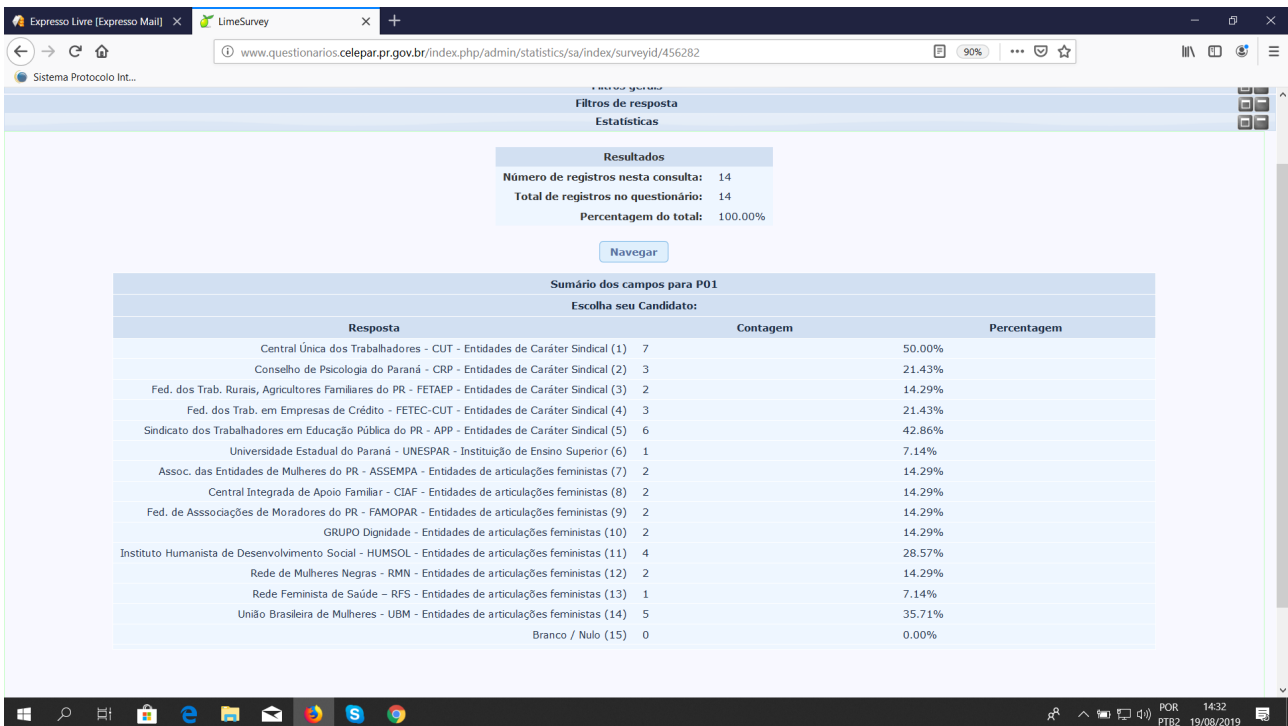 Expresso Livre [Expresso Mail]
LimeSurvey
www.questionarios.celepar.pr.gov.br/index.php/admin/statistics/sa/index/surveyid/456282
90%
Sistema Protocolo Int...
Filtros gerais
Filtros de resposta
Estatísticas
Resultados
Número de registros nesta consulta: 14
Total de registros no questionário: 14
Percentagem do total: 100.00%
Navegar
Sumário dos campos para P01
Escolha seu Candidato:
Resposta Contagem Percentagem
Central Única dos Trabalhadores - CUT - Entidades de Caráter Sindical (1) 7 50.00%
Conselho de Psicologia do Paraná - CRP - Entidades de Caráter Sindical (2) 3 21.43%
Fed. dos Trab. Rurais, Agricultores Familiares do PR - FETAEP - Entidades de Caráter Sindical (3) 2 14.29%
Fed. dos Trab. em Empresas de Crédito - FETEC-CUT - Entidades de Caráter Sindical (4) 3 21.43%
Sindicato dos Trabalhadores em Educação Pública do PR - APP - Entidades de Caráter Sindical (5) 6 42.86%
Universidade Estadual do Paraná - UNESPAR - Instituição de Ensino Superior (6) 1 7.14%
Assoc. das Entidades de Mulheres do PR - ASSEMPA - Entidades de articulações feministas (7) 2 14.29%
Central Integrada de Apoio Familiar - CIAF - Entidades de articulações feministas (8) 2 14.29%
Fed. de Asssociações de Moradores do PR - FAMOPAR - Entidades de articulações feministas (9) 2 14.29%
GRUPO Dignidade - Entidades de articulações feministas (10) 2 14.29%
Instituto Humanista de Desenvolvimento Social - HUMSOL - Entidades de articulações feministas (11) 4 28.57%
Rede de Mulheres Negras - RMN - Entidades de articulações feministas (12) 2 14.29%
Rede Feminista de Saúde – RFS - Entidades de articulações feministas (13) 1 7.14%
União Brasileira de Mulheres - UBM - Entidades de articulações feministas (14) 5 35.71%
Branco / Nulo (15) 0 0.00%
POR 14:32
PTB2 19/08/2019